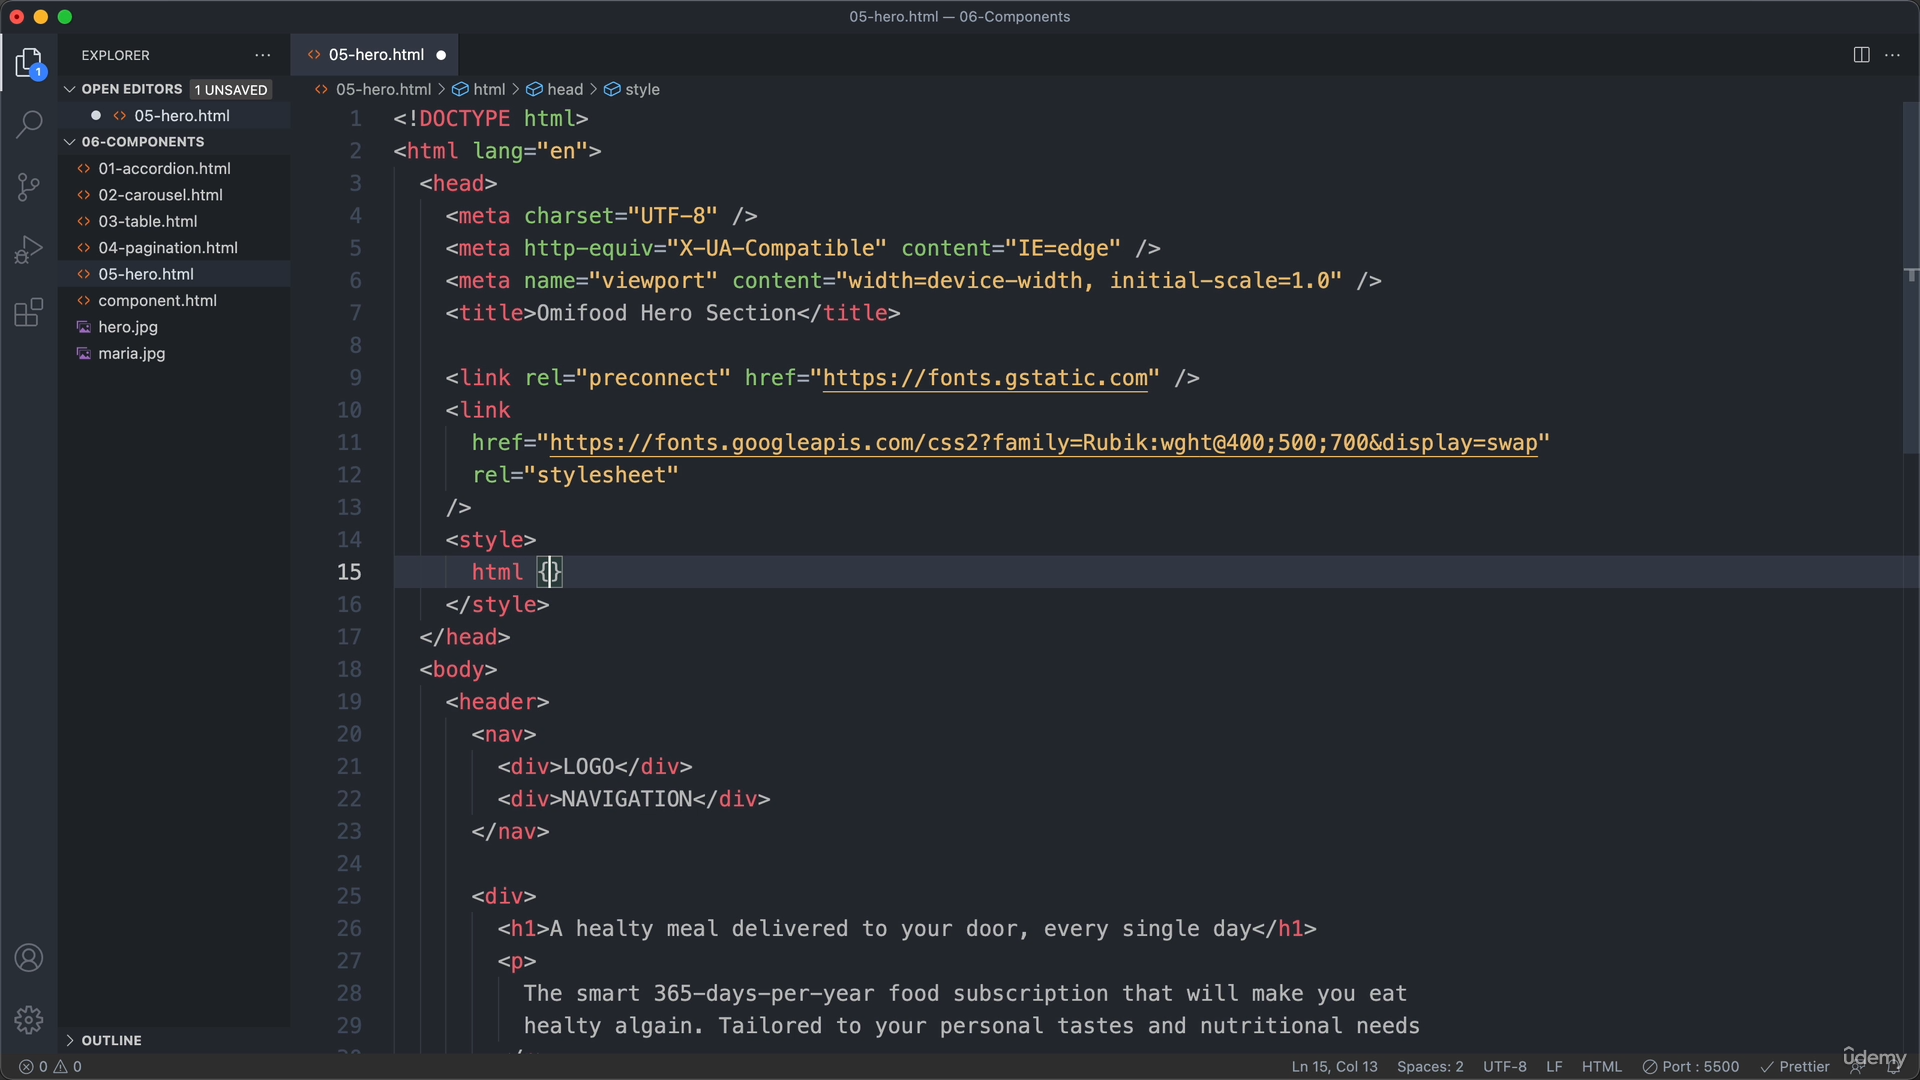 05-hero.html — 06-Components
EXPLORER
05-hero.html
OPEN EDITORS 1 UNSAVED
05-hero.html
06-COMPONENTS
01-accordion.html
02-carousel.html
03-table.html
04-pagination.html
05-hero.html
component.html
hero.jpg
maria.jpg
OUTLINE
1
05-hero.html > html > head > style
1 <!DOCTYPE html>
2 <html lang="en">
3 <head>
4 <meta charset="UTF-8" />
5 <meta http-equiv="X-UA-Compatible" content="IE=edge" />
6 <meta name="viewport" content="width=device-width, initial-scale=1.0" />
7 <title>Omifood Hero Section</title>
8
9 <link rel="preconnect" href="https://fonts.gstatic.com" />
10 <link
11 href="https://fonts.googleapis.com/css2?family=Rubik:wght@400;500;700&display=swap"
12 rel="stylesheet"
13 />
14 <style>
15 html {}
16 </style>
17 </head>
18 <body>
19 <header>
20 <nav>
21 <div>LOGO</div>
22 <div>NAVIGATION</div>
23 </nav>
24
25 <div>
26 <h1>A healty meal delivered to your door, every single day</h1>
27 <p>
28 The smart 365-days-per-year food subscription that will make you eat
29 healty algain. Tailored to your personal tastes and nutritional needs
0 0
Ln 15, Col 13 Spaces: 2 UTF-8 LF HTML Port : 5500 Prettier
udemy